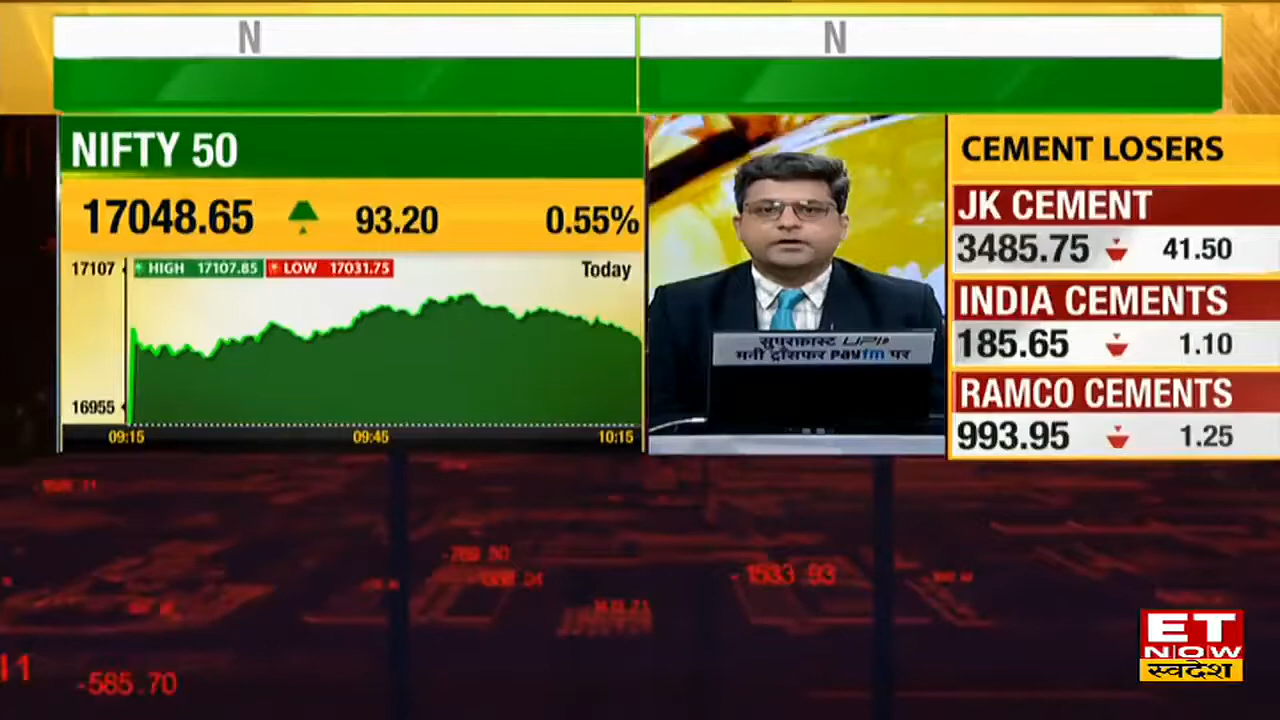 N
N
NIFTY 50
17048.65 93.20 0.55%
17107
HIGH 17107.85 LOW 17031.75
Today
16955
09:15 09:45 10:15
सुपरफास्ट UPI
मनी ट्रांसफर paytm पर
CEMENT LOSERS
JK CEMENT
3485.75 41.50
INDIA CEMENTS
185.65 1.10
RAMCO CEMENTS
993.95 1.25
-1533.93
-585.70
ET
NOW
स्वदेश